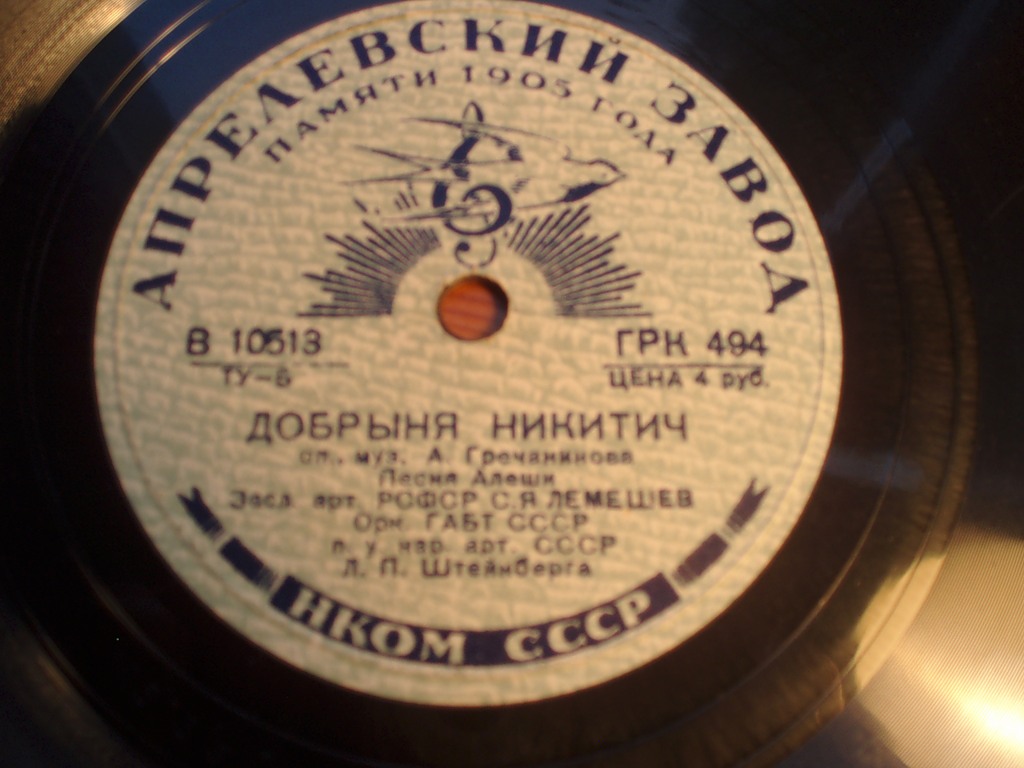 АПРЕЛЕВСКИЙ ЗАВОД
ПАМЯТИ 1905 ГОДА
В 10513
ТУ-6
ГРК 494
ЦЕНА 4 руб.
ДОБРЫНЯ НИКИТИЧ
оп., муз. А. Гречанинова
Песня Алеши
Засл. арт. РСФСР С.Я. ЛЕМЕШЕВ
Орк. ГАБТ СССР
п. у. нар. арт. СССР
Л. П. Штейнберга
НКОМ СССР